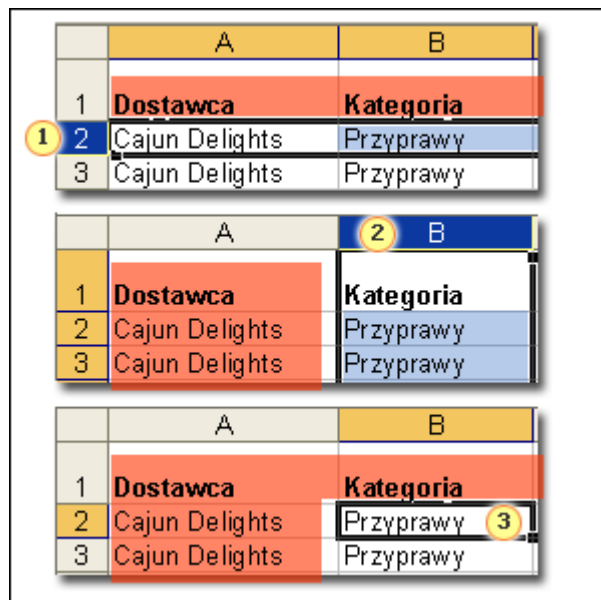 A B
1 Dostawca Kategoria
1 2 Cajun Delights Przyprawy
3 Cajun Delights Przyprawy
A 2 B
1 Dostawca Kategoria
2 Cajun Delights Przyprawy
3 Cajun Delights Przyprawy
A B
1 Dostawca Kategoria
2 Cajun Delights Przyprawy 3
3 Cajun Delights Przyprawy